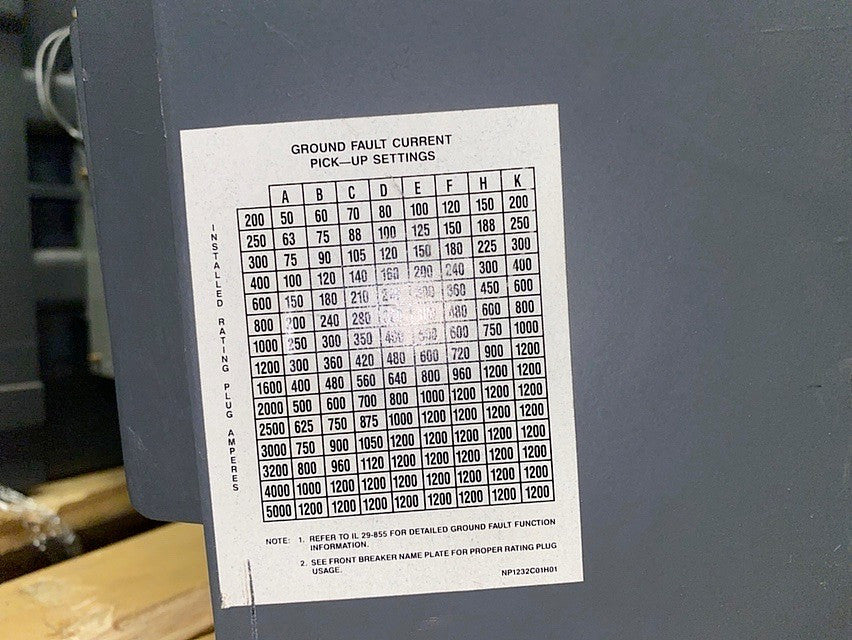 GROUND FAULT CURRENT
PICK—UP SETTINGS
INSTALLED RATING PLUG AMPERES
A B C D E F H K
200 50 60 70 80 100 120 150 200
250 63 75 88 100 125 150 188 250
300 75 90 105 120 150 180 225 300
400 100 120 140 160 200 240 300 400
600 150 180 210 360 450 600
800 200 240 280 480 600 800
1000 250 300 350 400 600 750 1000
1200 300 360 420 480 600 720 900 1200
1600 400 480 560 640 800 960 1200 1200
2000 500 600 700 800 1000 1200 1200 1200
2500 625 750 875 1000 1200 1200 1200 1200
3000 750 900 1050 1200 1200 1200 1200 1200
3200 800 960 1120 1200 1200 1200 1200 1200
4000 1000 1200 1200 1200 1200 1200 1200 1200
5000 1200 1200 1200 1200 1200 1200 1200 1200
NOTE: 1. REFER TO IL 29-855 FOR DETAILED GROUND FAULT FUNCTION
INFORMATION.
2. SEE FRONT BREAKER NAME PLATE FOR PROPER RATING PLUG
USAGE.
NP1232C01H01